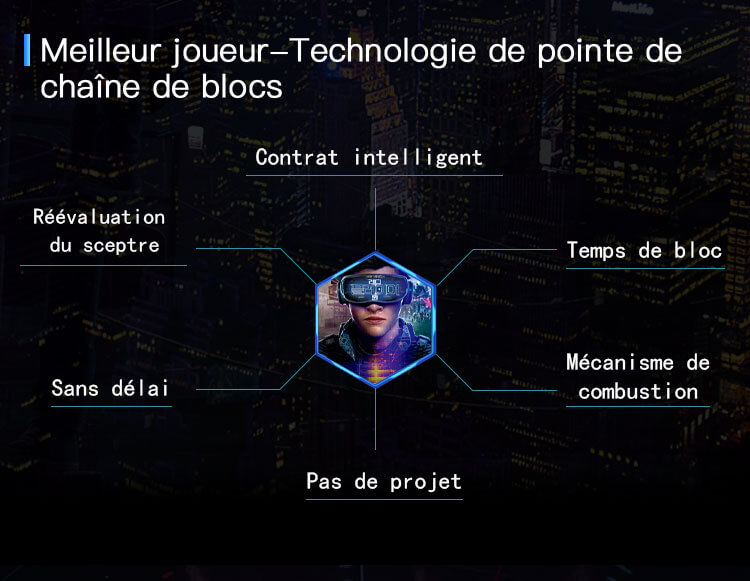 MetLife
Meilleur joueur–Technologie de pointe de
chaîne de blocs
Contrat intelligent
Réévaluation
du sceptre
Temps de bloc
Sans délai
Mécanisme de
combustion
Pas de projet